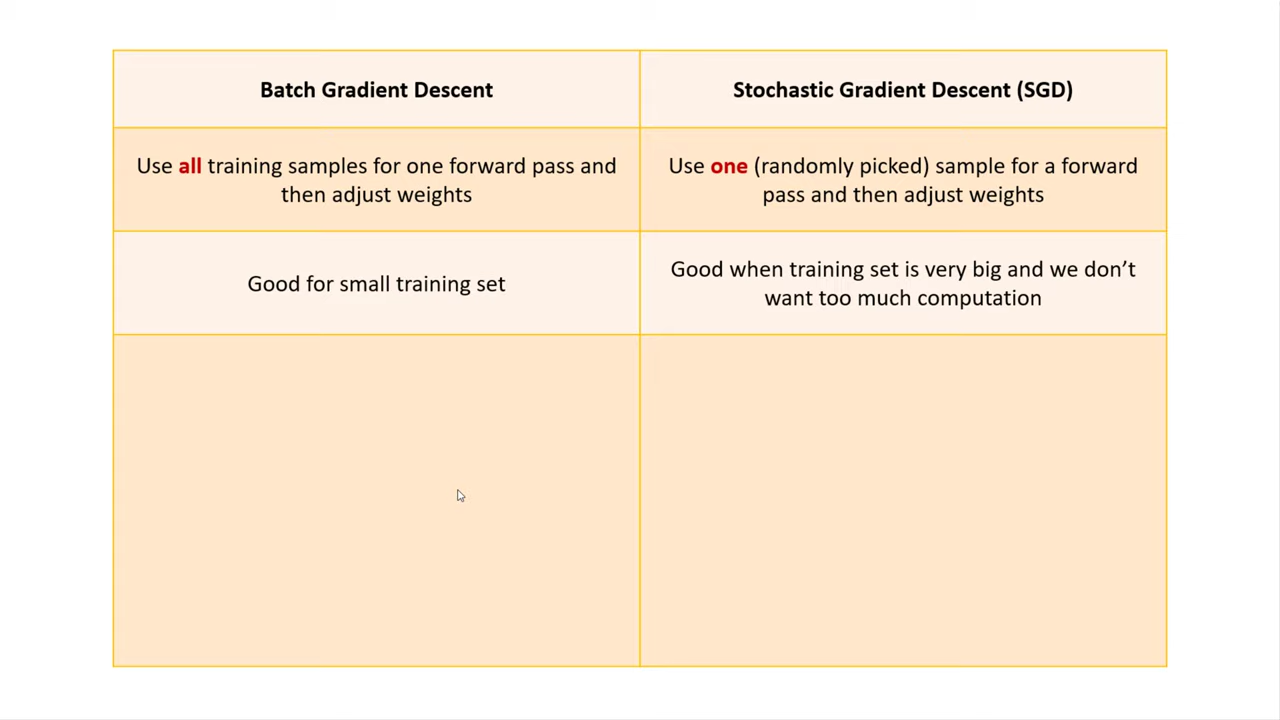 Batch Gradient Descent
Stochastic Gradient Descent (SGD)
Use all training samples for one forward pass and
then adjust weights
Use one (randomly picked) sample for a forward
pass and then adjust weights
Good for small training set
Good when training set is very big and we don’t
want too much computation